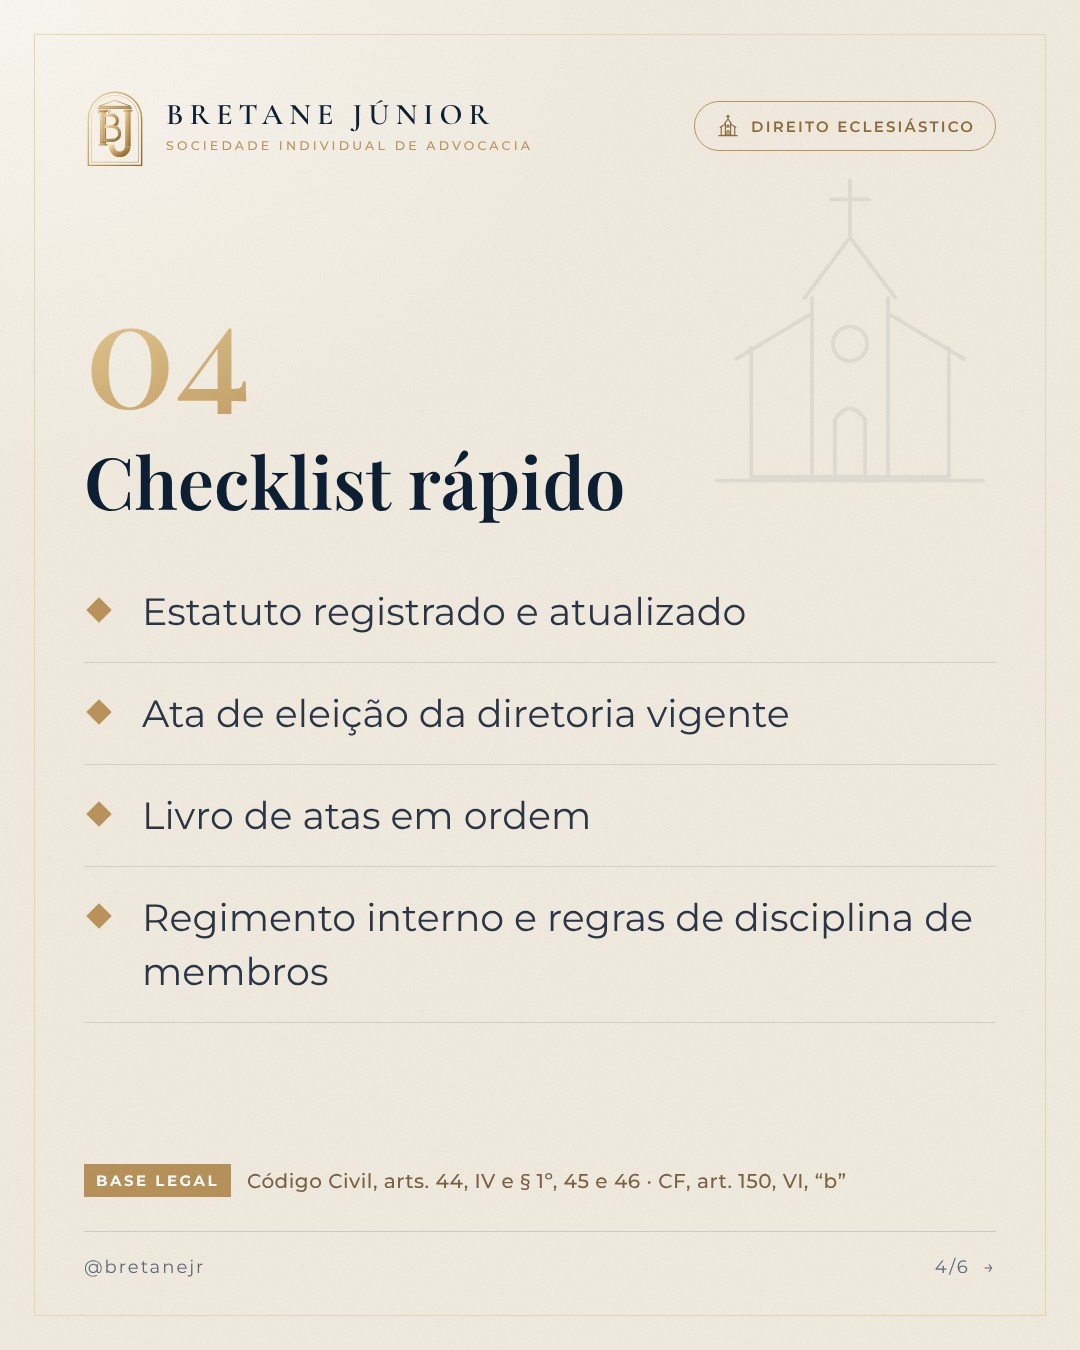 BRETANE JÚNIOR
SOCIEDADE INDIVIDUAL DE ADVOCACIA
DIREITO ECLESIÁSTICO
04
Checklist rápido
Estatuto registrado e atualizado
Ata de eleição da diretoria vigente
Livro de atas em ordem
Regimento interno e regras de disciplina de
membros
BASE LEGAL Código Civil, arts. 44, IV e § 1º, 45 e 46 · CF, art. 150, VI, “b”
@bretanejr
4/6 →